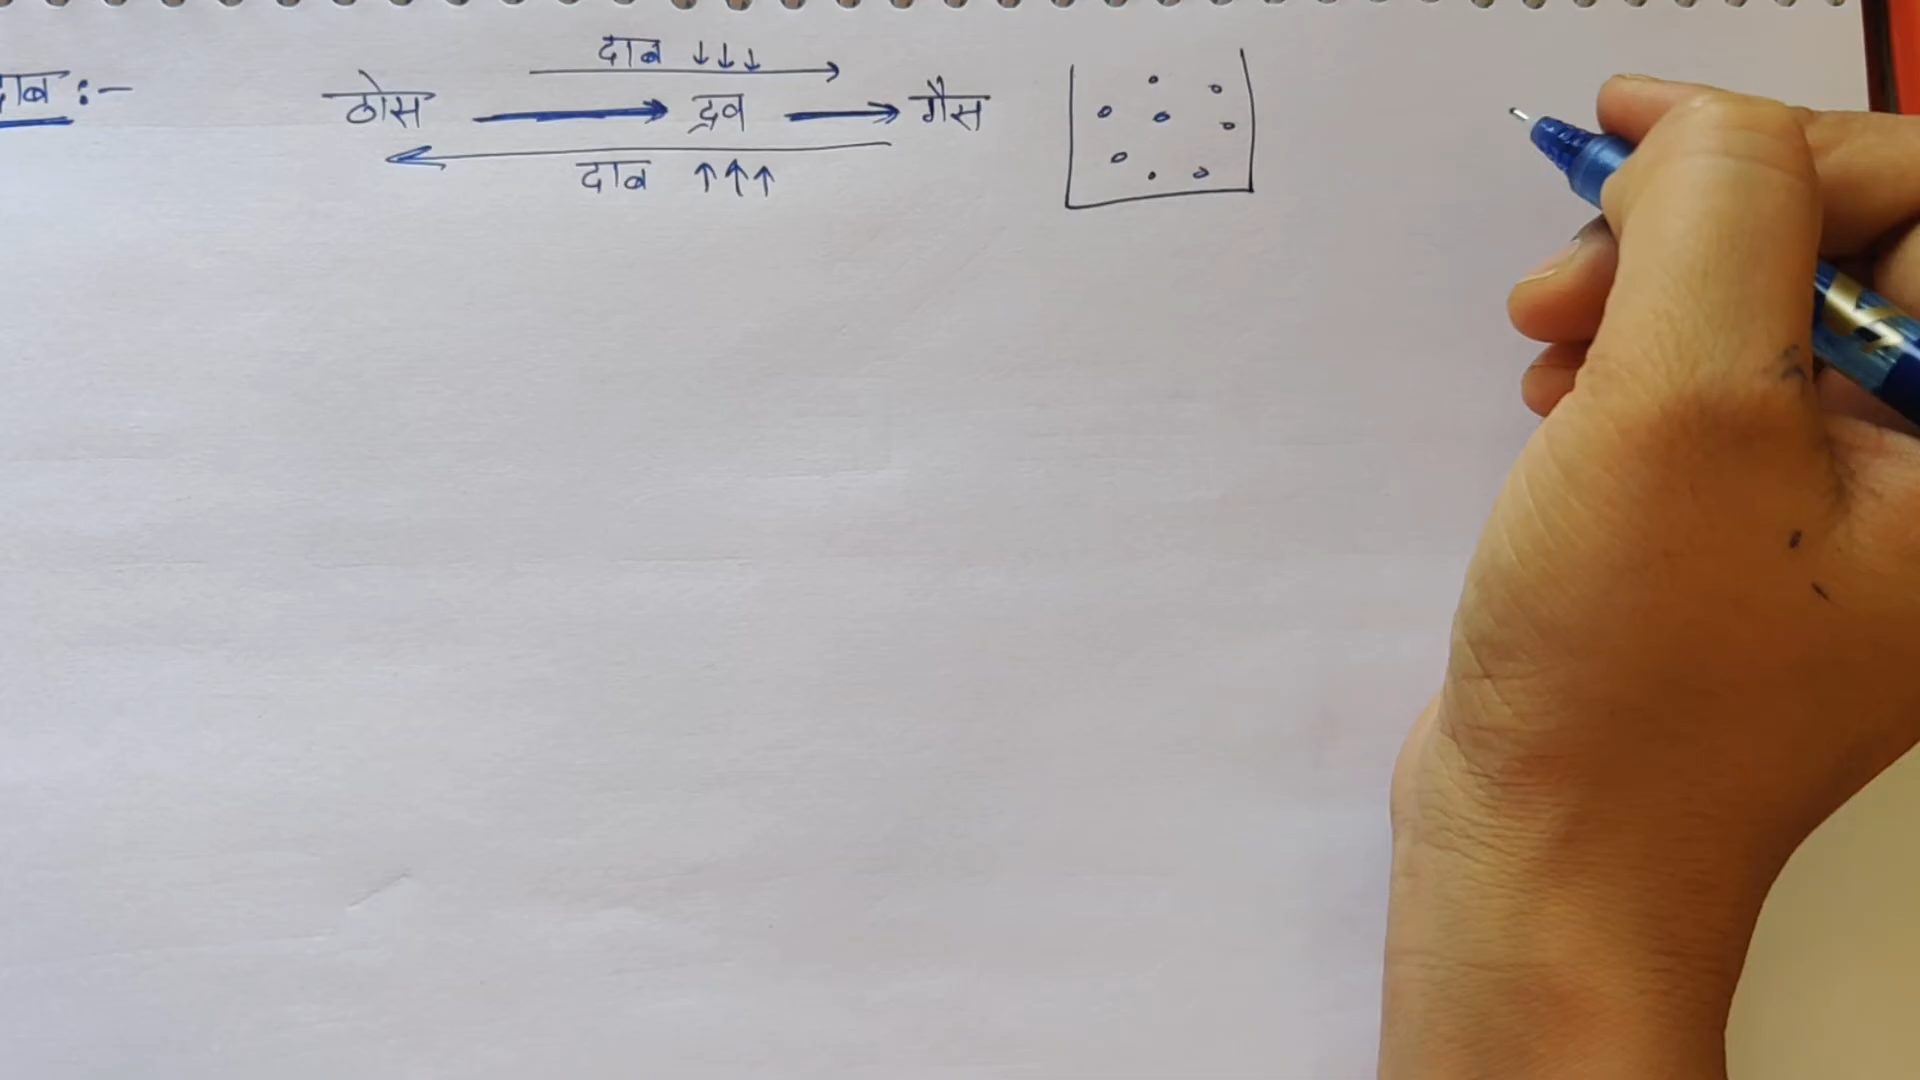 दाब ↓↓↓
दाब :-
ठोस → द्रव → गैस
दाब ↑↑↑